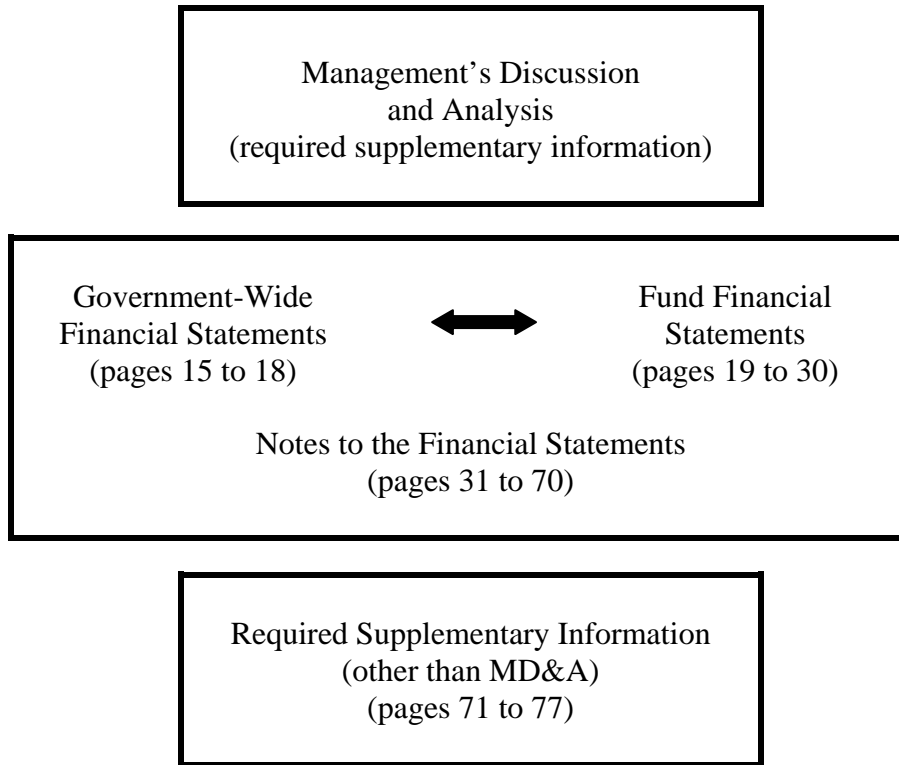 Management’s Discussion
and Analysis
(required supplementary information)
Government-Wide
Financial Statements
(pages 15 to 18)
Fund Financial
Statements
(pages 19 to 30)
Notes to the Financial Statements
(pages 31 to 70)
Required Supplementary Information
(other than MD&A)
(pages 71 to 77)